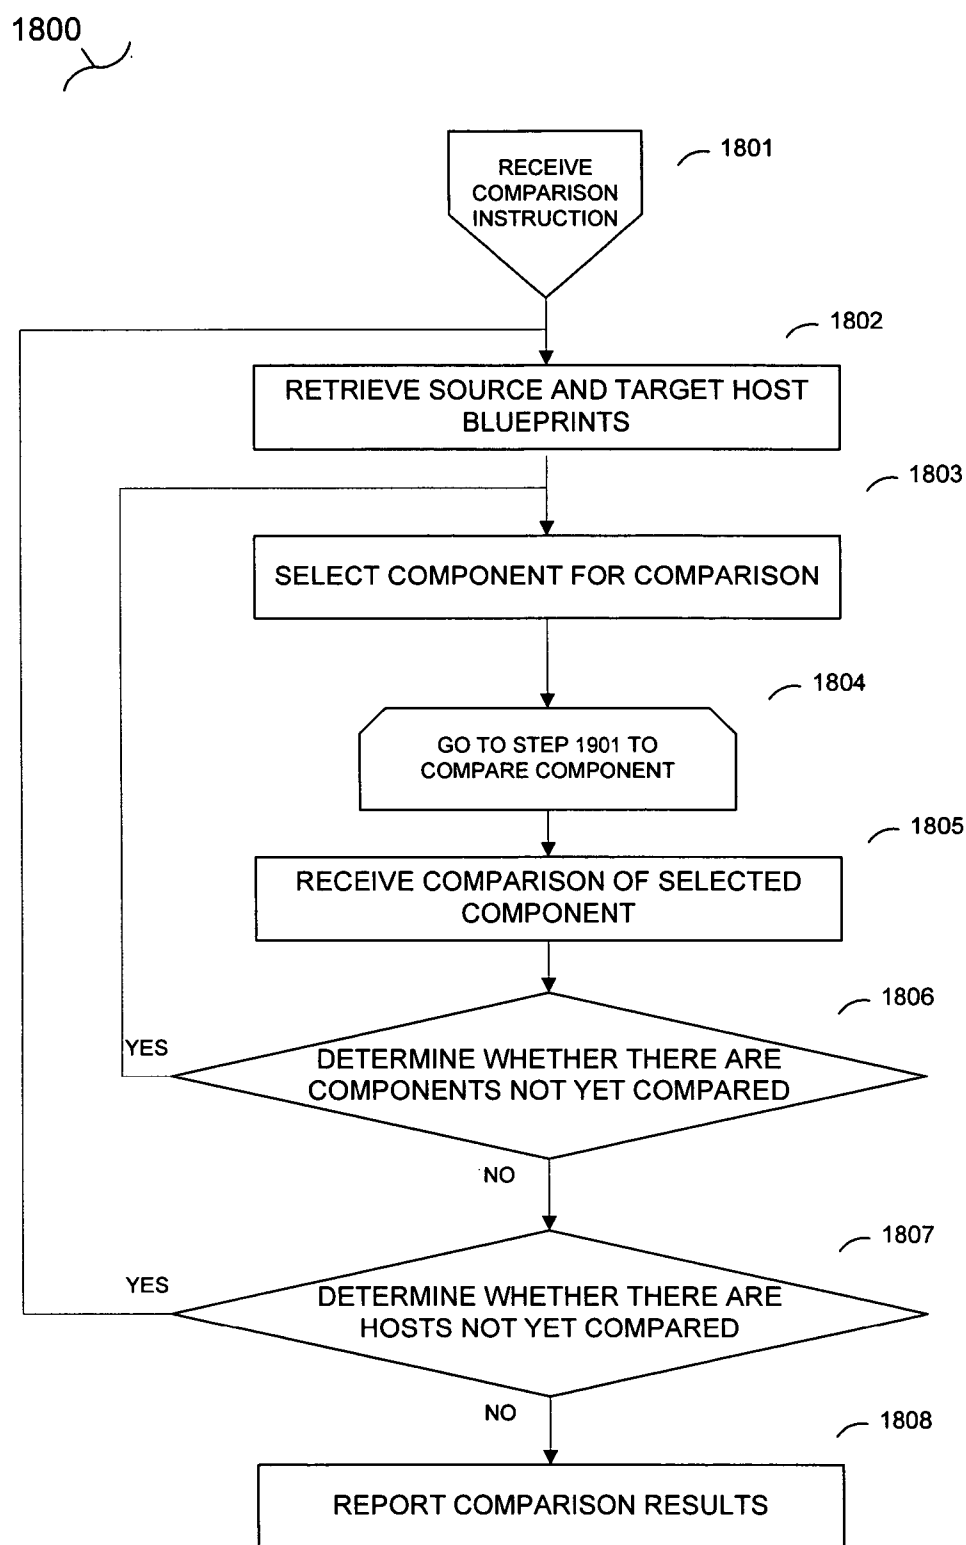 1800
1801
RECEIVE
COMPARISON
INSTRUCTION
1802
RETRIEVE SOURCE AND TARGET HOST
BLUEPRINTS
1803
SELECT COMPONENT FOR COMPARISON
1804
GO TO STEP 1901 TO
COMPARE COMPONENT
1805
RECEIVE COMPARISON OF SELECTED
COMPONENT
1806
YES
DETERMINE WHETHER THERE ARE
COMPONENTS NOT YET COMPARED
NO
1807
YES
DETERMINE WHETHER THERE ARE
HOSTS NOT YET COMPARED
NO
1808
REPORT COMPARISON RESULTS